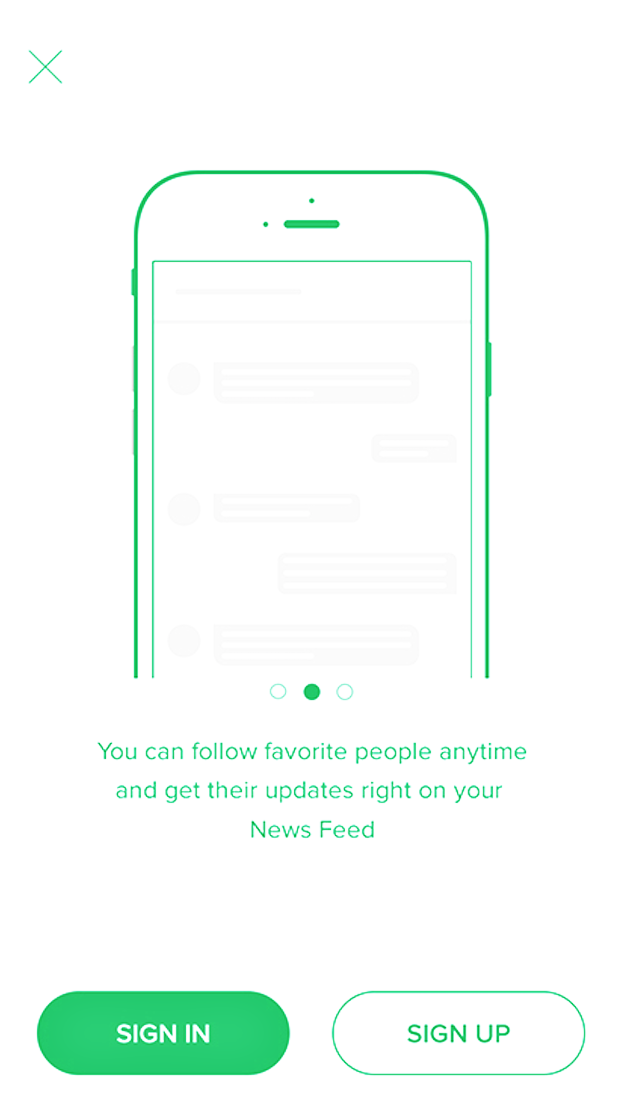 You can follow favorite people anytime
and get their updates right on your
News Feed
SIGN IN
SIGN UP